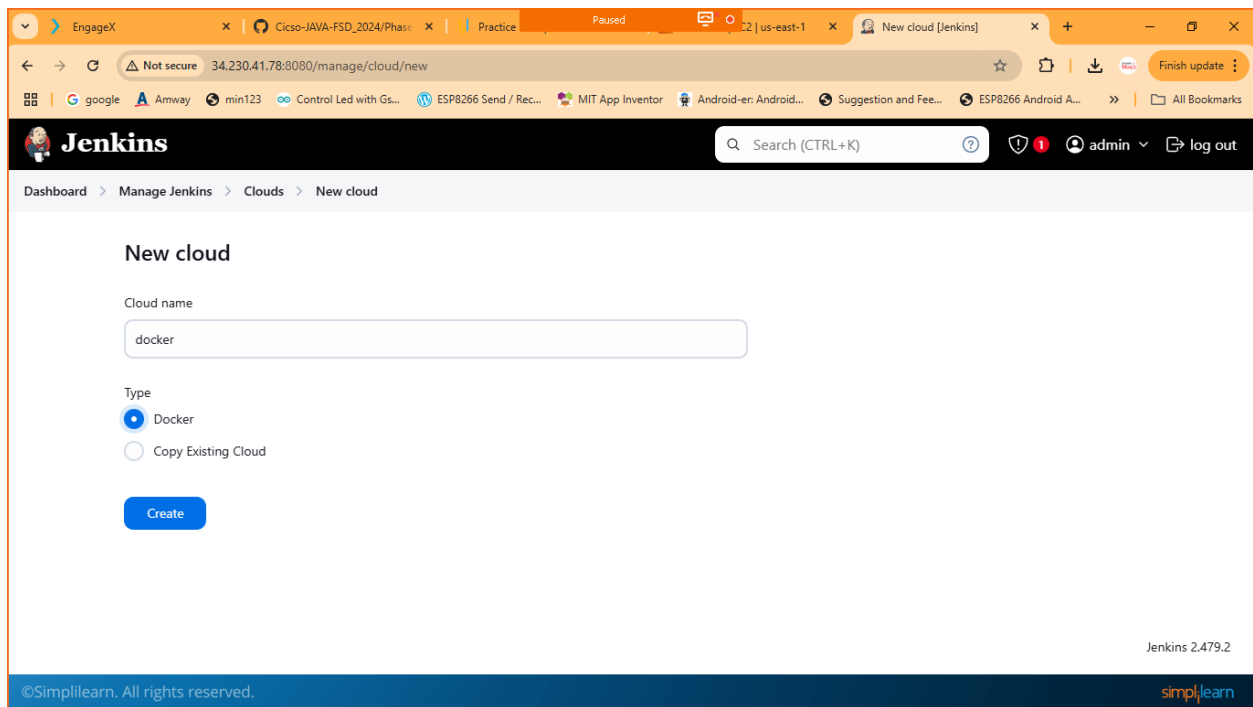 EngageX
Cicso-JAVA-FSD_2024/Phase
Practice
Paused
C2 | us-east-1
New cloud [Jenkins]
Not secure 34.230.41.78:8080/manage/cloud/new
Finish update
google Amway min123 Control Led with Gs... ESP8266 Send / Rec... MIT App Inventor Android-er: Android... Suggestion and Fee... ESP8266 Android A... » All Bookmarks
Jenkins
Search (CTRL+K)
1
admin
log out
Dashboard > Manage Jenkins > Clouds > New cloud
New cloud
Cloud name
docker
Type
Docker
Copy Existing Cloud
Create
Jenkins 2.479.2
©Simplilearn. All rights reserved.
simplilearn